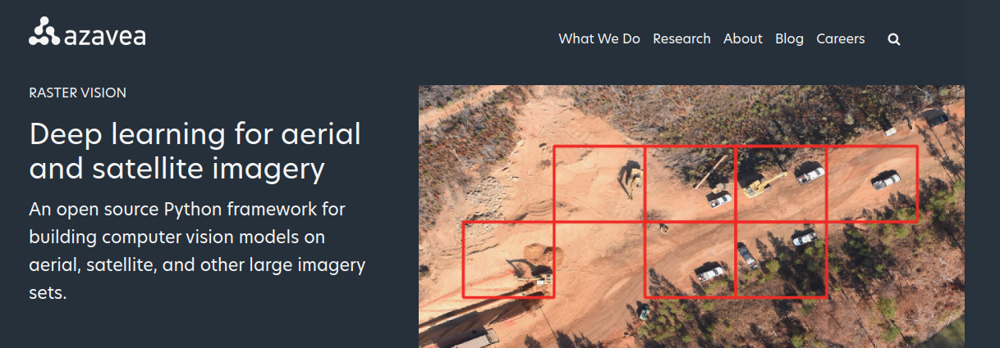 azavea
What We Do Research About Blog Careers
RASTER VISION
Deep learning for aerial
and satellite imagery
An open source Python framework for
building computer vision models on
aerial, satellite, and other large imagery
sets.